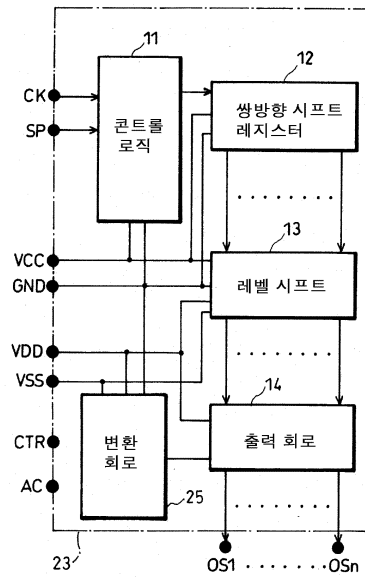 11
12
CK
SP
콘트롤
로직
쌍방향 시프트
레지스터
13
VCC
GND
레벨 시프트
VDD
VSS
14
CTR
AC
변환
회로
출력 회로
25
23
OS1
OSn